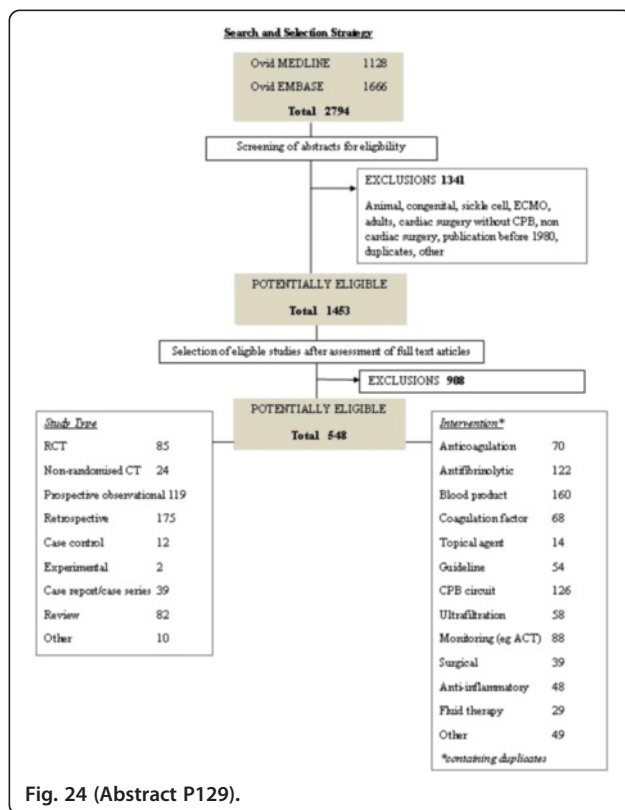 Search and Selection Strategy
Ovid MEDLINE 1128
Ovid EMBASE 1666
Total 2794
Screening of abstracts for eligibility
EXCLUSIONS 1341
Animal, congenital, sickle cell, ECMO,
adults, cardiac surgery without CPB, non
cardiac surgery, publication before 1980,
duplicates, other
POTENTIALLY ELIGIBLE
Total 1453
Selection of eligible studies after assessment of full text articles
EXCLUSIONS 908
POTENTIALLY ELIGIBLE
Total 548
Study Type
RCT 85
Non-randomised CT 24
Prospective observational 119
Retrospective 175
Case control 12
Experimental 2
Case report/case series 39
Review 82
Other 10
Intervention*
Anticoagulation 70
Antifibrinolytic 122
Blood product 160
Coagulation factor 68
Topical agent 14
Guideline 54
CPB circuit 126
Ultrafiltration 58
Monitoring (eg ACT) 88
Surgical 39
Anti-inflammatory 48
Fluid therapy 29
Other 49
*containing duplicates
Fig. 24 (Abstract P129).